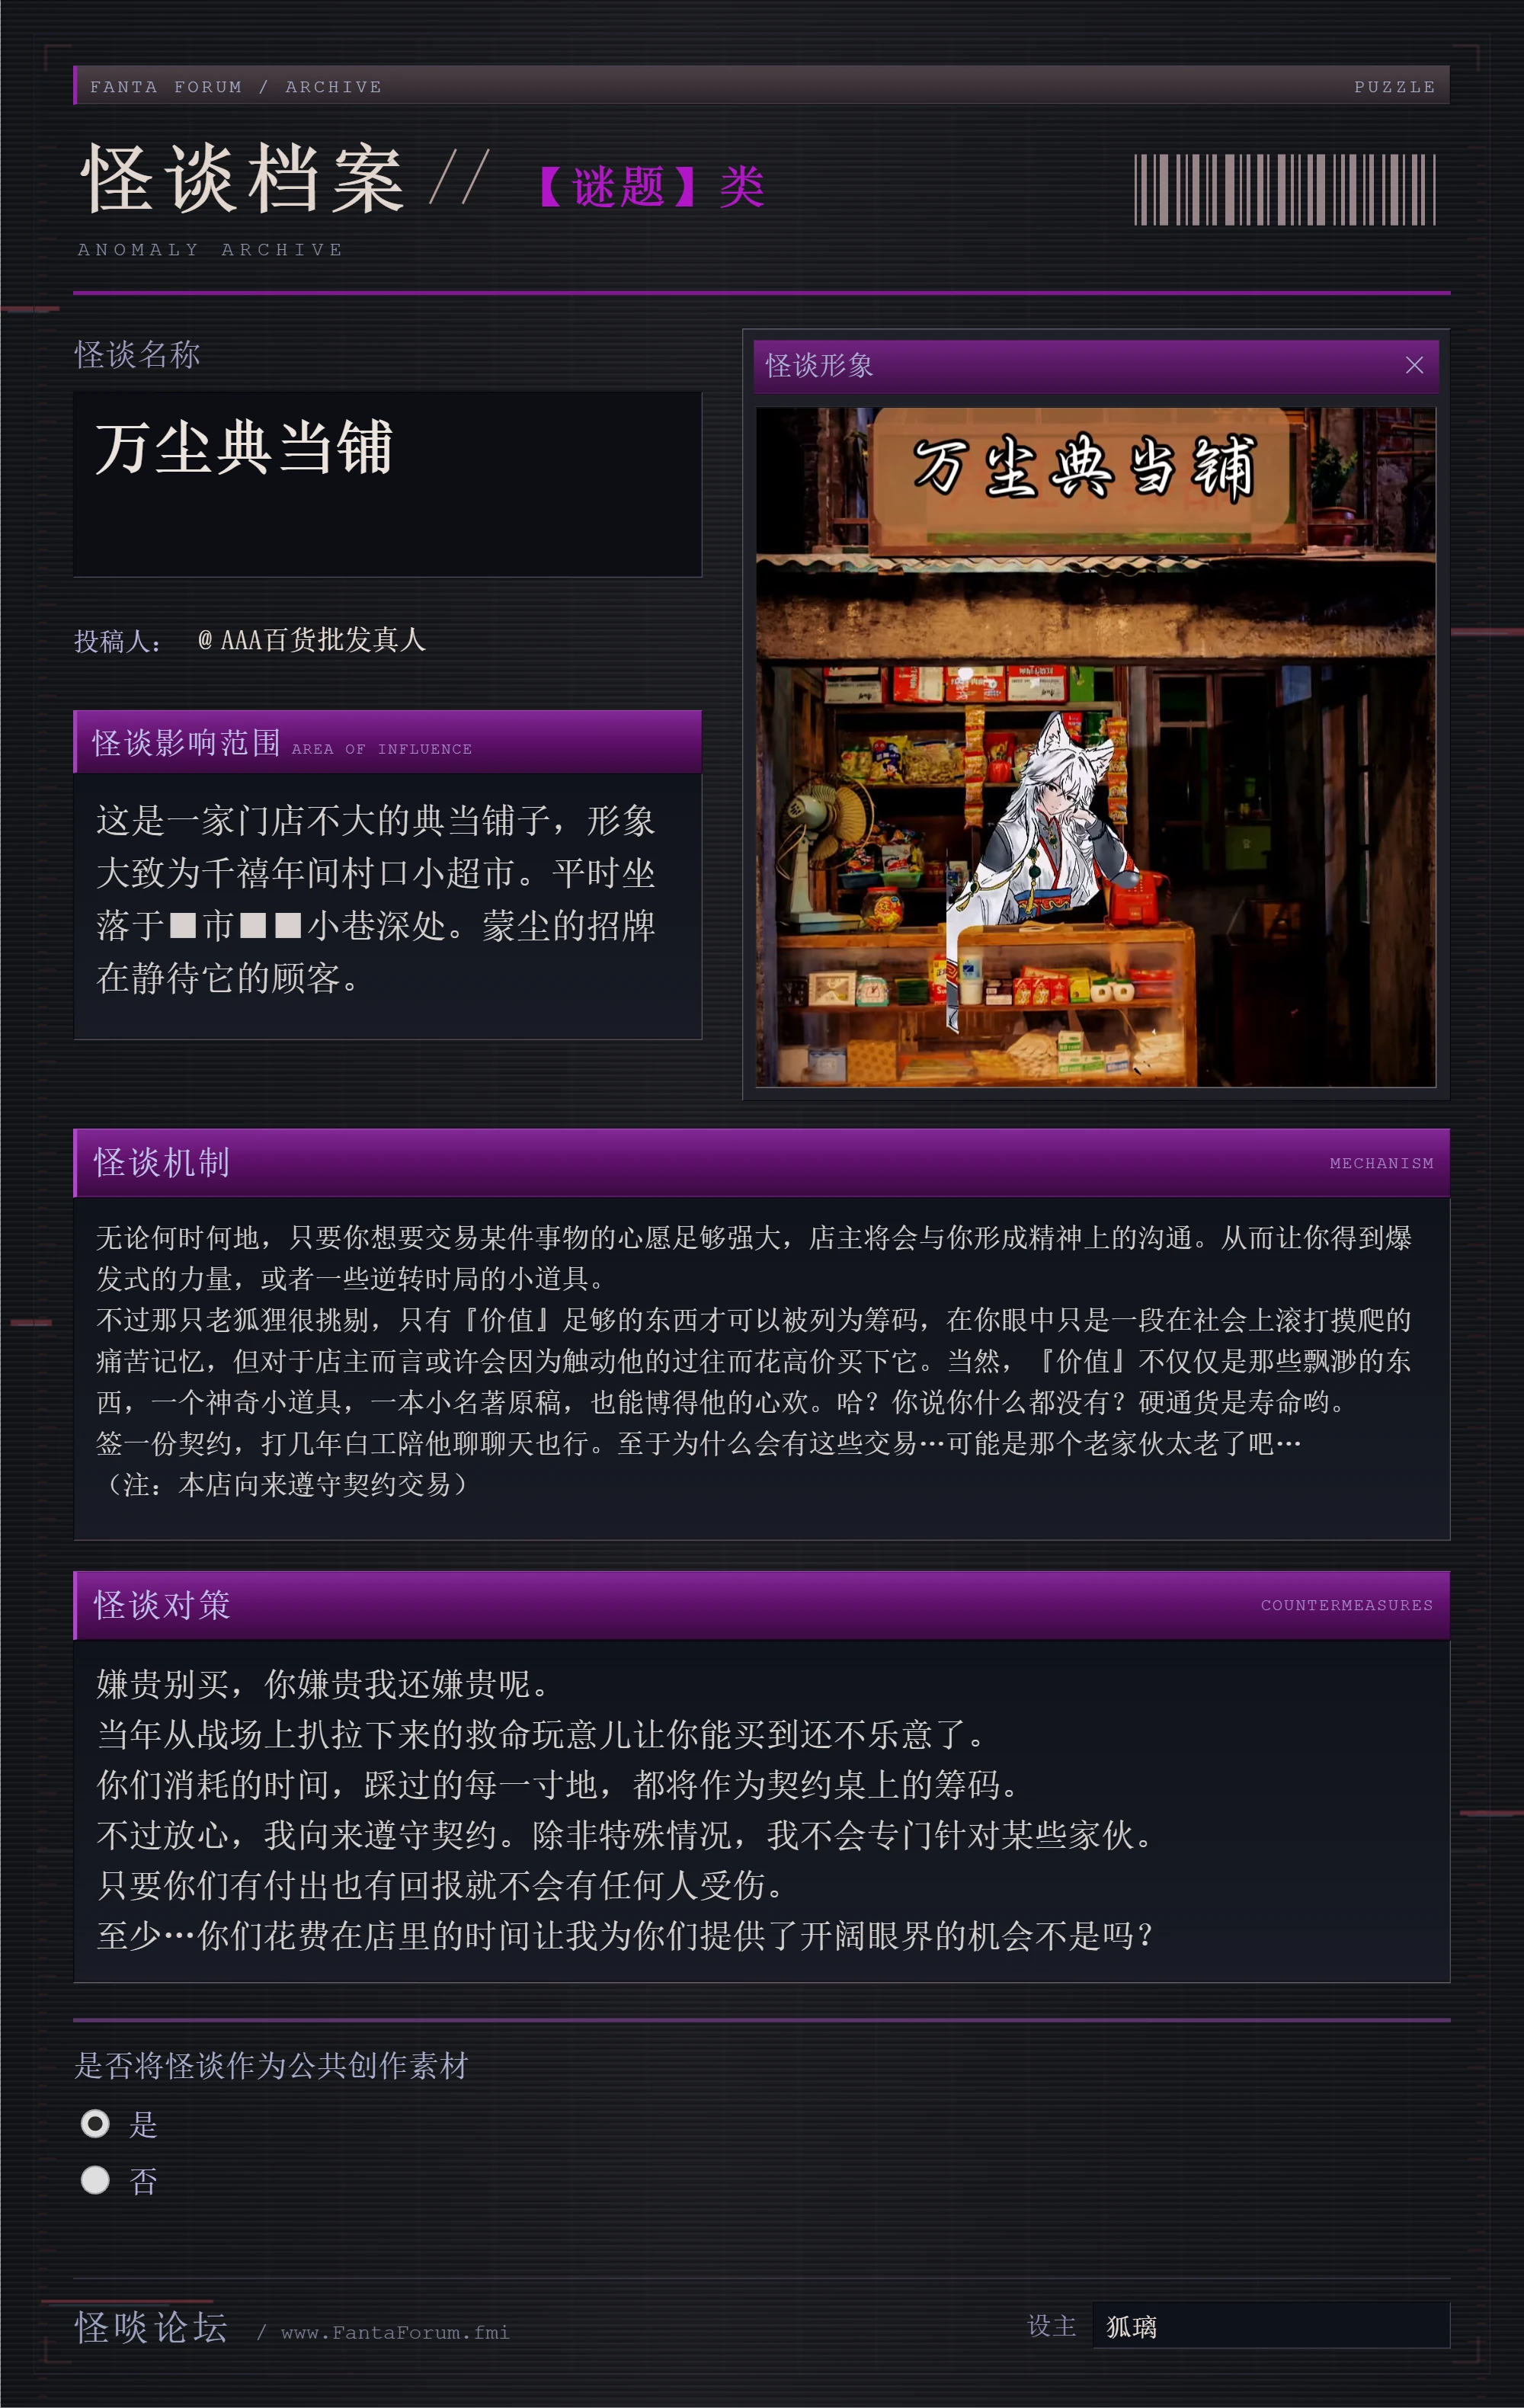 FANTA FORUM / ARCHIVE
PUZZLE
怪谈档案 // 【谜题】类
ANOMALY ARCHIVE
怪谈名称
万尘典当铺
投稿人： @AAA百货批发真人
怪谈影响范围 AREA OF INFLUENCE
这是一家门店不大的典当铺子，形象
大致为千禧年间村口小超市。平时坐
落于■市■■小巷深处。蒙尘的招牌
在静待它的顾客。
怪谈形象
万尘典当铺
怪谈机制
MECHANISM
无论何时何地，只要你想要交易某件事物的心愿足够强大，店主将会与你形成精神上的沟通。从而让你得到爆
发式的力量，或者一些逆转时局的小道具。
不过那只老狐狸很挑剔，只有『价值』足够的东西才可以被列为筹码，在你眼中只是一段在社会上滚打摸爬的
痛苦记忆，但对于店主而言或许会因为触动他的过往而花高价买下它。当然，『价值』不仅仅是那些飘渺的东
西，一个神奇小道具，一本小名著原稿，也能博得他的心欢。哈？你说你什么都没有？硬通货是寿命哟。
签一份契约，打几年白工陪他聊聊天也行。至于为什么会有这些交易…可能是那个老家伙太老了吧…
（注：本店向来遵守契约交易）
怪谈对策
COUNTERMEASURES
嫌贵别买，你嫌贵我还嫌贵呢。
当年从战场上扒拉下来的救命玩意儿让你能买到还不乐意了。
你们消耗的时间，踩过的每一寸地，都将作为契约桌上的筹码。
不过放心，我向来遵守契约。除非特殊情况，我不会专门针对某些家伙。
只要你们有付出也有回报就不会有任何人受伤。
至少…你们花费在店里的时间让我为你们提供了开阔眼界的机会不是吗？
是否将怪谈作为公共创作素材
是
否
怪啖论坛 / www.FantaForum.fmi
设主 狐璃